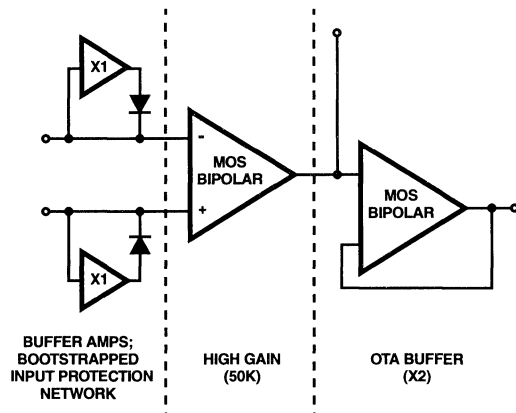 X1
-
MOS
BIPOLAR
+
X1
MOS
BIPOLAR
BUFFER AMPS;
BOOTSTRAPPED
INPUT PROTECTION
NETWORK
HIGH GAIN
(50K)
OTA BUFFER
(X2)